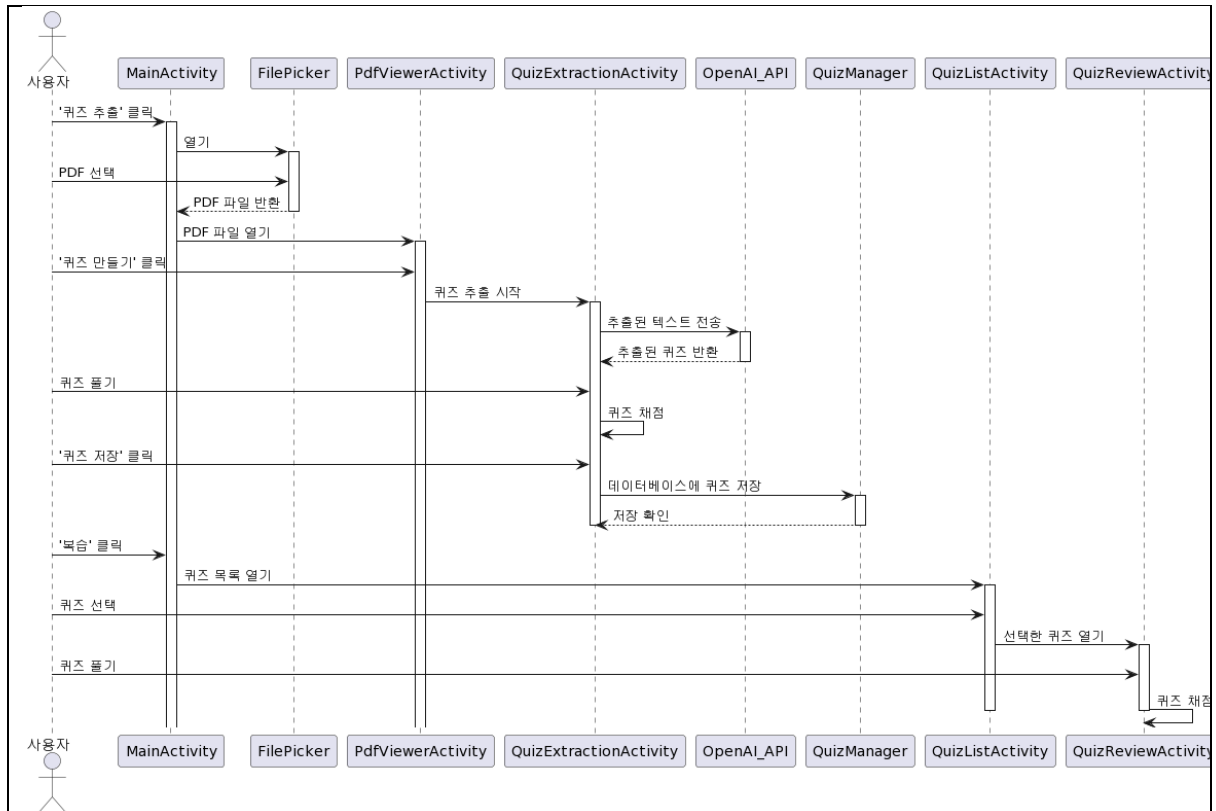 사용자
MainActivity
FilePicker
PdfViewerActivity
QuizExtractionActivity
OpenAI_API
QuizManager
QuizListActivity
QuizReviewActivity
'퀴즈 추출' 클릭
열기
PDF 선택
PDF 파일 반환
PDF 파일 열기
'퀴즈 만들기' 클릭
퀴즈 추출 시작
추출된 텍스트 전송
추출된 퀴즈 반환
퀴즈 풀기
퀴즈 채점
'퀴즈 저장' 클릭
데이터베이스에 퀴즈 저장
저장 확인
'복습' 클릭
퀴즈 목록 열기
퀴즈 선택
선택한 퀴즈 열기
퀴즈 풀기
퀴즈 채점
사용자
MainActivity
FilePicker
PdfViewerActivity
QuizExtractionActivity
OpenAI_API
QuizManager
QuizListActivity
QuizReviewActivity